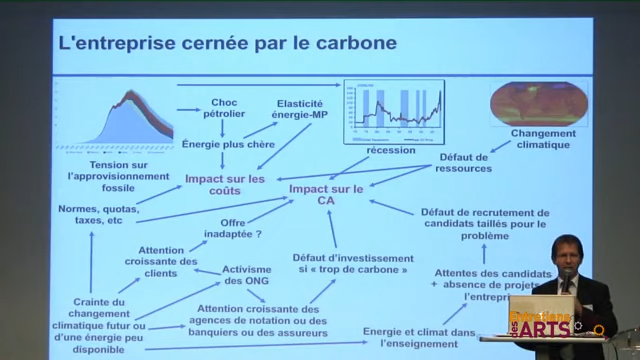 L'entreprise cernée par le carbone
Choc
pétrolier
Elasticité
énergie-MP
Énergie plus chère
Changement
climatique
Tension sur
l'approvisionnement
fossile
récession
Défaut de
ressources
Impact sur les
coûts
Impact sur le
CA
Normes, quotas,
taxes, etc
Offre
inadaptée ?
Défaut de recrutement de
candidats taillés pour le
problème
Attention
croissante des
clients
Activisme
des ONG
Défaut d'investissement
si « trop de carbone »
Attentes des candidats
+ absence de projets
l'entrepri
Crainte du
changement
climatique futur ou
d'une énergie peu
disponible
Attention croissante des
agences de notation ou des
banquiers ou des assureurs
Energie et climat dans
l'enseignement
Entretiens
des ARTS